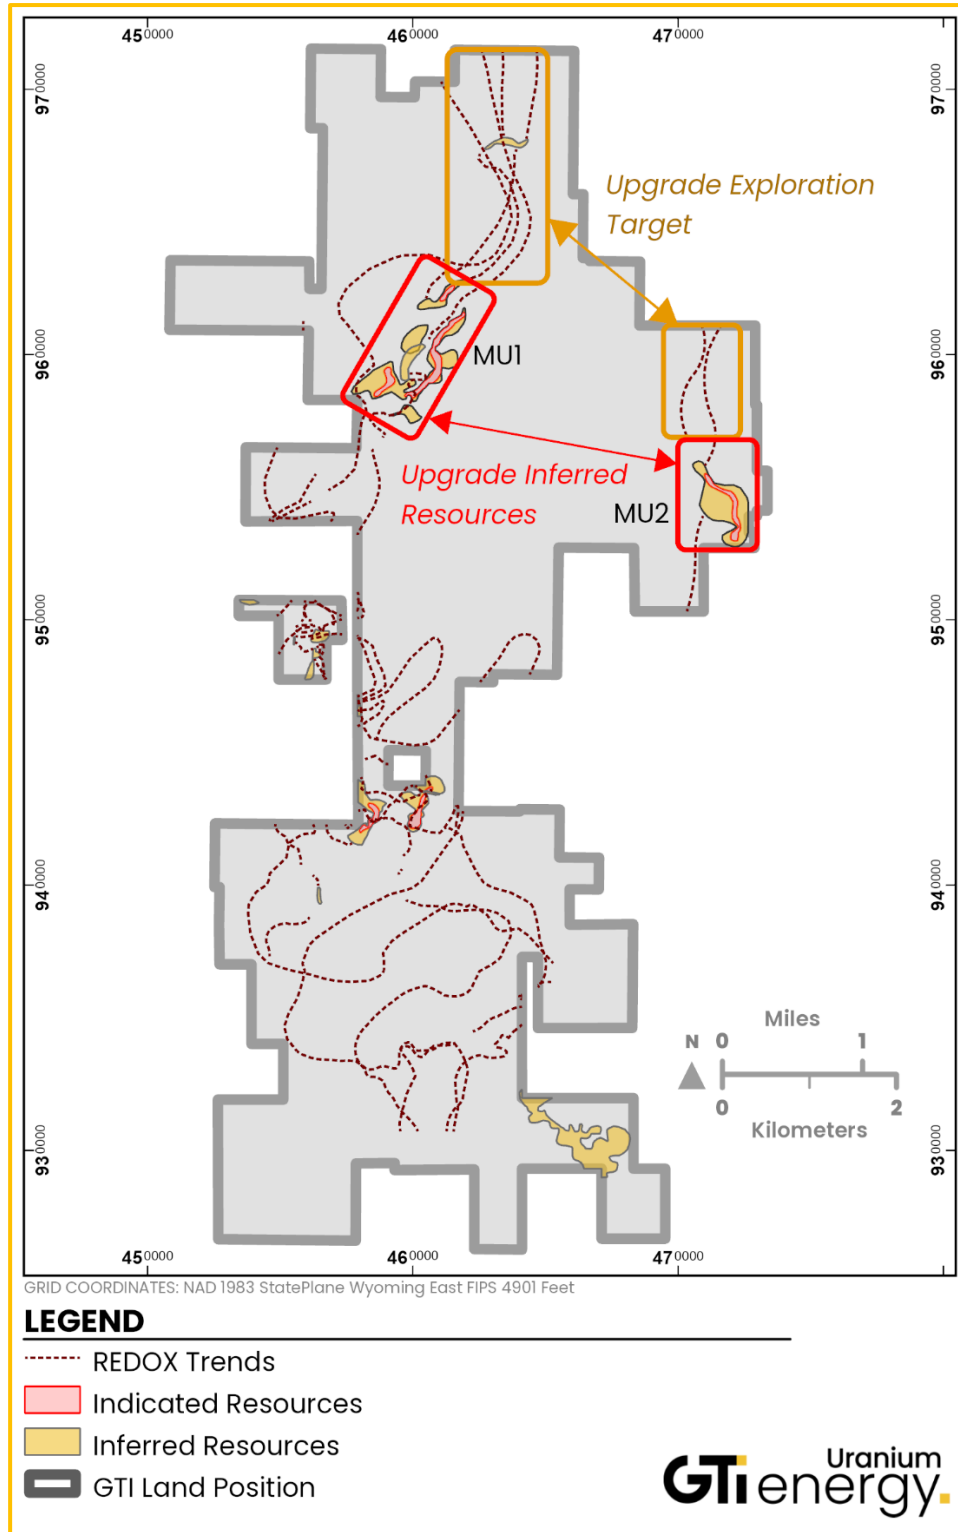 450000 460000 470000
970000 970000
Upgrade Exploration
Target
960000 960000
MU1
Upgrade Inferred
Resources
MU2
950000 950000
940000 940000
Miles
N 0 1
0 2
Kilometers
930000 930000
450000 460000 470000
GRID COORDINATES: NAD 1983 StatePlane Wyoming East FIPS 4901 Feet
LEGEND
REDOX Trends
Indicated Resources
Inferred Resources
GTI Land Position
Uranium
GTi energy.